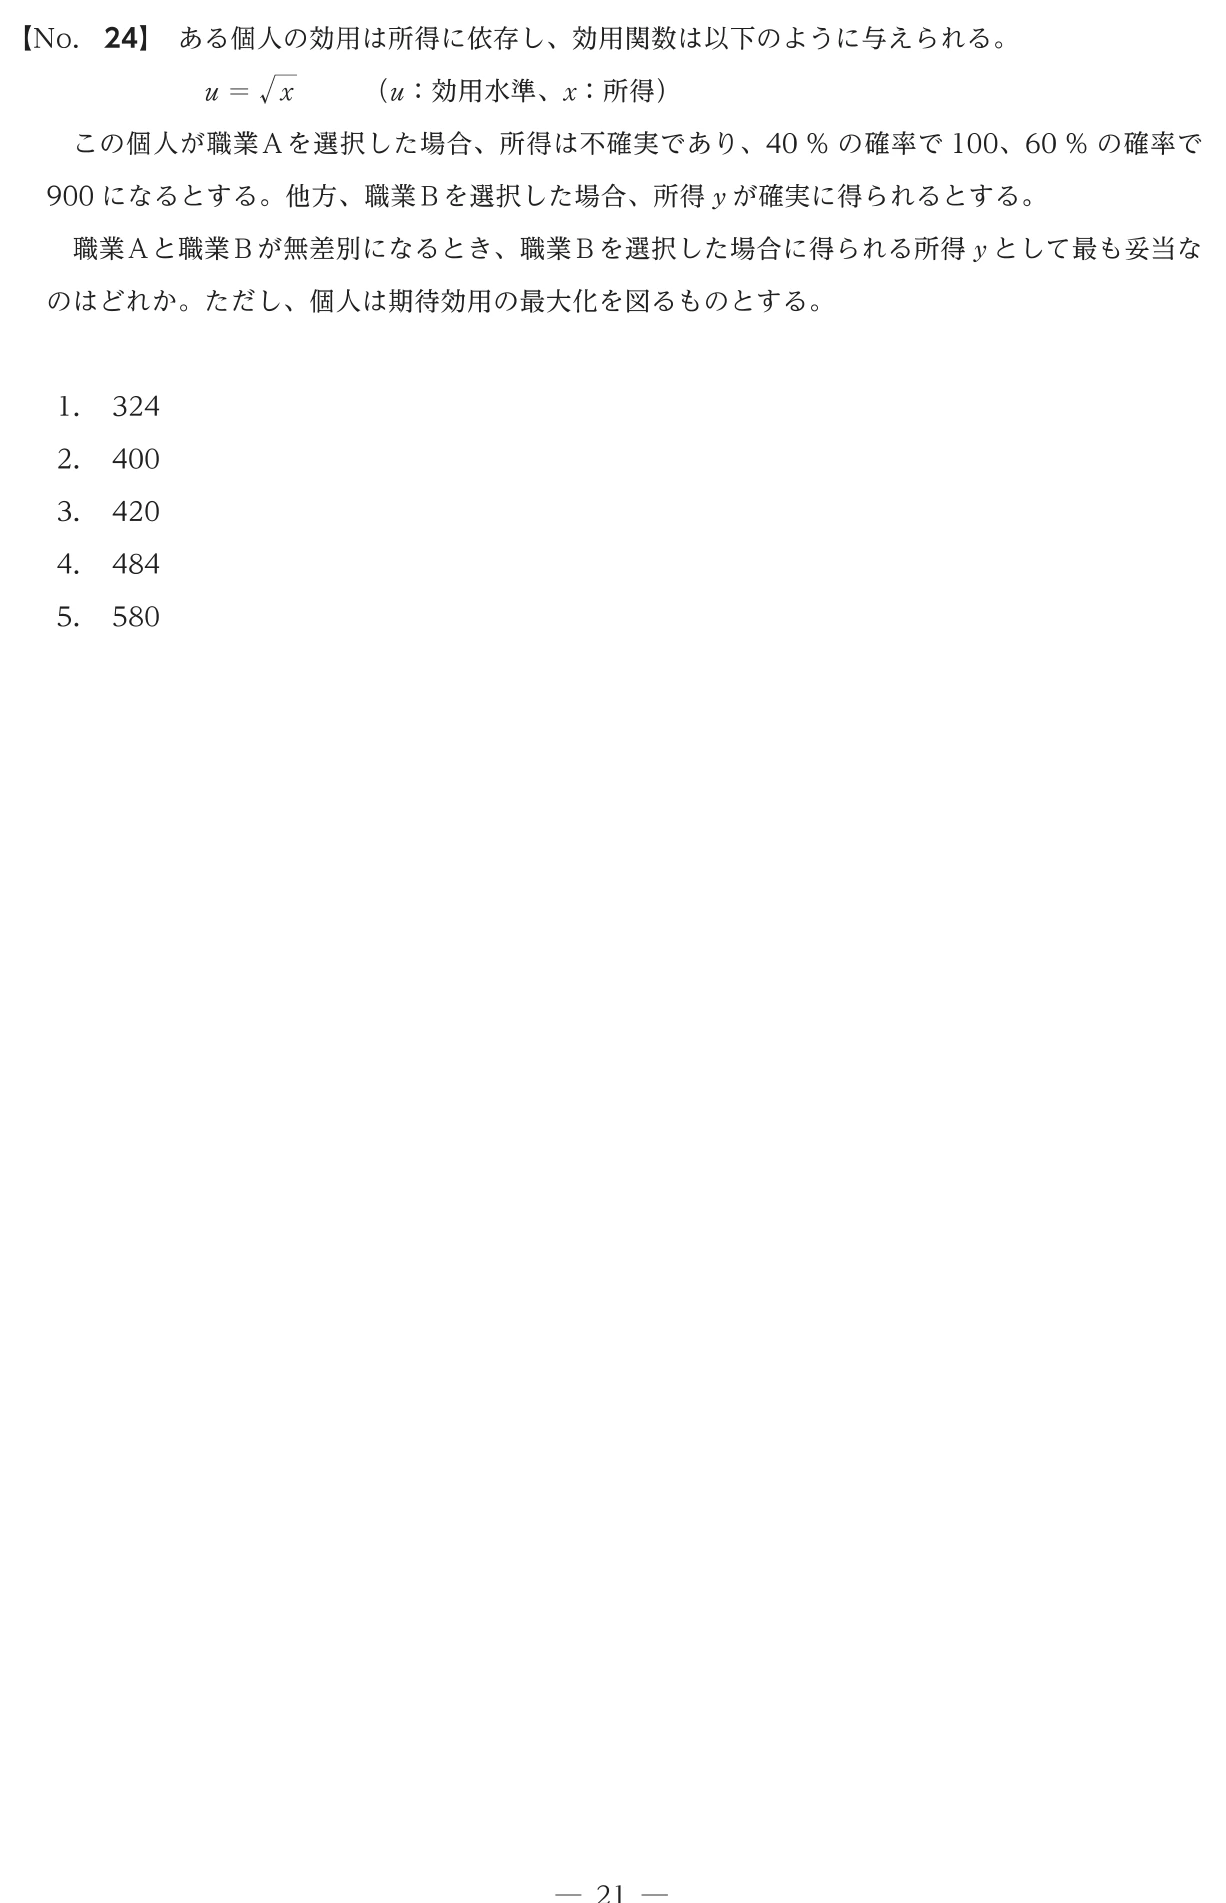 【No. 24】 ある個人の効用は所得に依存し、効用関数は以下のように与えられる。
u = √x （u：効用水準、x：所得）
この個人が職業Ａを選択した場合、所得は不確実であり、40 % の確率で 100、60 % の確率で
900 になるとする。他方、職業Ｂを選択した場合、所得 y が確実に得られるとする。
職業Ａと職業Ｂが無差別になるとき、職業Ｂを選択した場合に得られる所得 y として最も妥当な
のはどれか。ただし、個人は期待効用の最大化を図るものとする。
1. 324
2. 400
3. 420
4. 484
5. 580
— 21 —